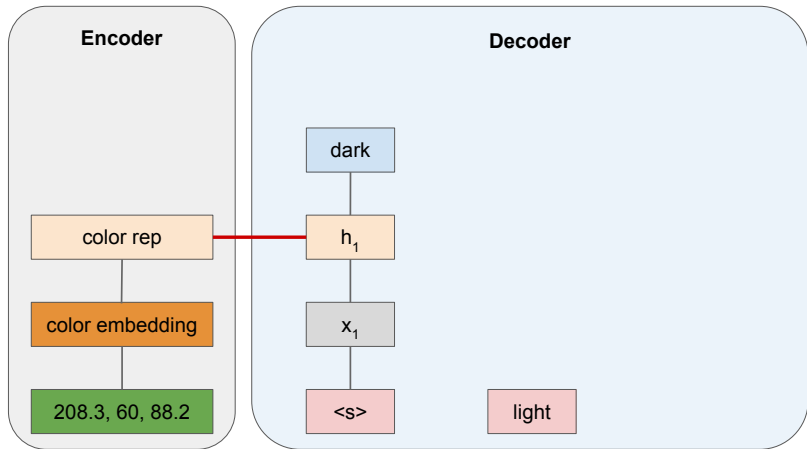 Encoder
Decoder
dark
color rep
h₁
color embedding
x₁
208.3, 60, 88.2
<s>
light